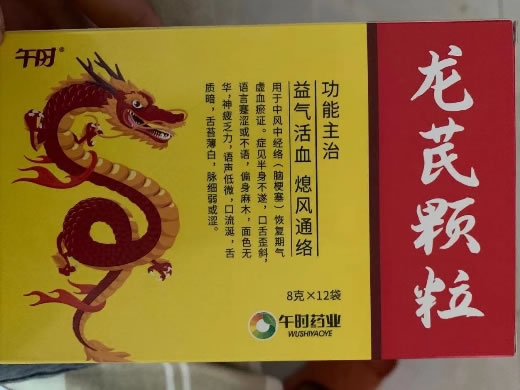 午时®
龙芪颗粒
功能主治
益气活血 熄风通络
用于中风中经络（脑梗塞）恢复期气
虚血瘀证。症见半身不遂，口舌歪斜，
语言蹇涩或不语，偏身麻木，面色无
华，神疲乏力，语声低微，口流涎，舌
质暗，舌苔薄白，脉细弱或涩。
8克×12袋
午时药业
WUSHIYAOYE